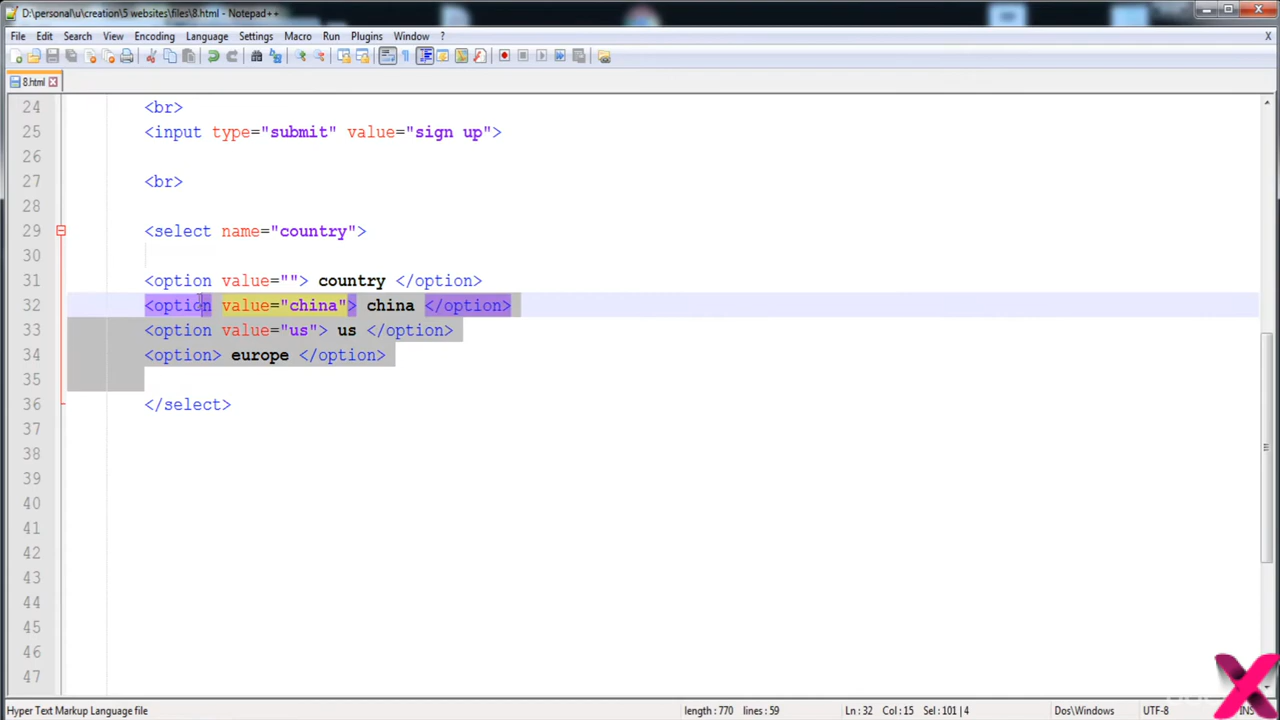 D:\personal\u\creation\5 websites\files\8.html - Notepad++
File Edit Search View Encoding Language Settings Macro Run Plugins Window ? X
8.html
24 <br>
25 <input type="submit" value="sign up">
26
27 <br>
28
29 <select name="country">
30
31 <option value=""> country </option>
32 <option value="china"> china </option>
33 <option value="us"> us </option>
34 <option> europe </option>
35
36 </select>
37
38
39
40
41
42
43
44
45
46
47
Hyper Text Markup Language file length : 770 lines : 59 Ln : 32 Col : 15 Sel : 101 | 4 Dos\Windows UTF-8 INS